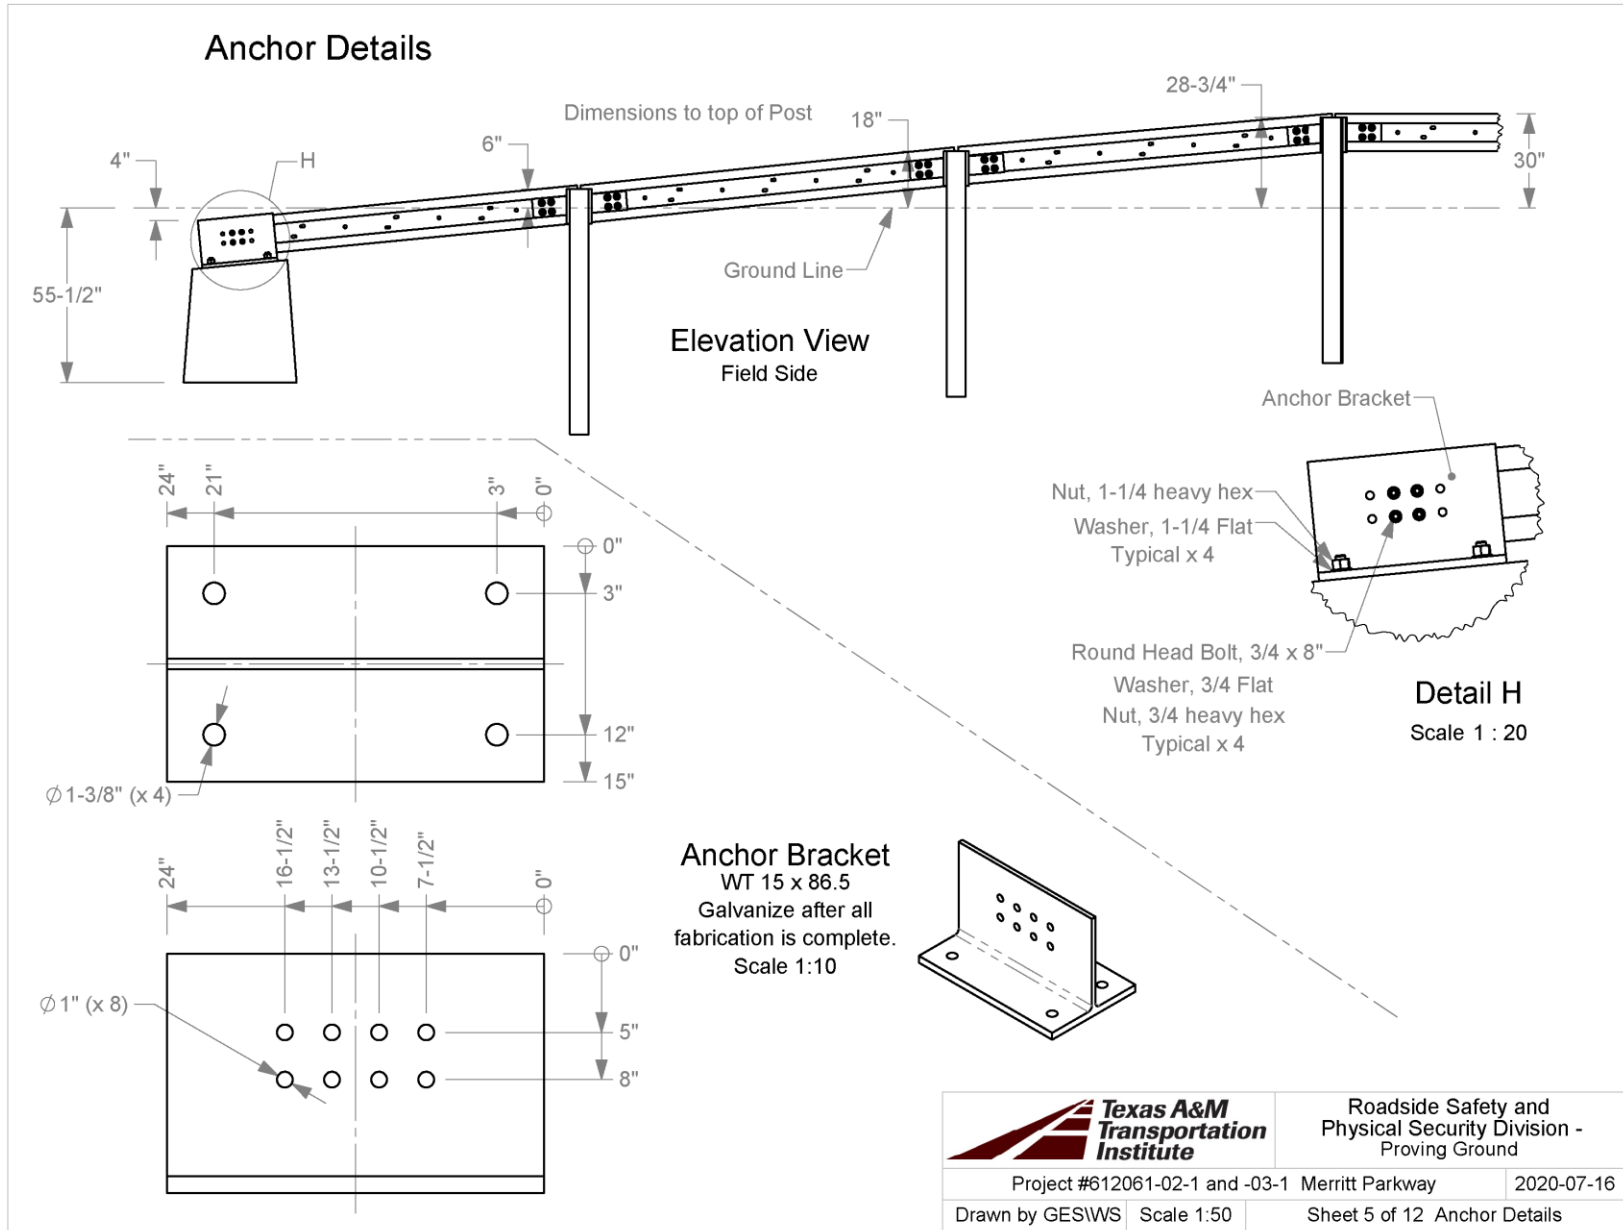 Anchor Details
28-3/4"
Dimensions to top of Post
18"
6"
4"
H
30"
Ground Line
55-1/2"
Elevation View
Field Side
Anchor Bracket
24"
21"
3"
0"
Nut, 1-1/4 heavy hex
Washer, 1-1/4 Flat
Typical x 4
0"
3"
Round Head Bolt, 3/4 x 8"
Washer, 3/4 Flat
Nut, 3/4 heavy hex
Typical x 4
Detail H
Scale 1 : 20
12"
15"
∅1-3/8" (x 4)
24"
16-1/2"
13-1/2"
10-1/2"
7-1/2"
0"
Anchor Bracket
WT 15 x 86.5
Galvanize after all
fabrication is complete.
Scale 1:10
0"
∅1" (x 8)
5"
8"
Texas A&M
Transportation
Institute
Roadside Safety and
Physical Security Division -
Proving Ground
Project #612061-02-1 and -03-1 Merritt Parkway
2020-07-16
Drawn by GES\WS
Scale 1:50
Sheet 5 of 12 Anchor Details